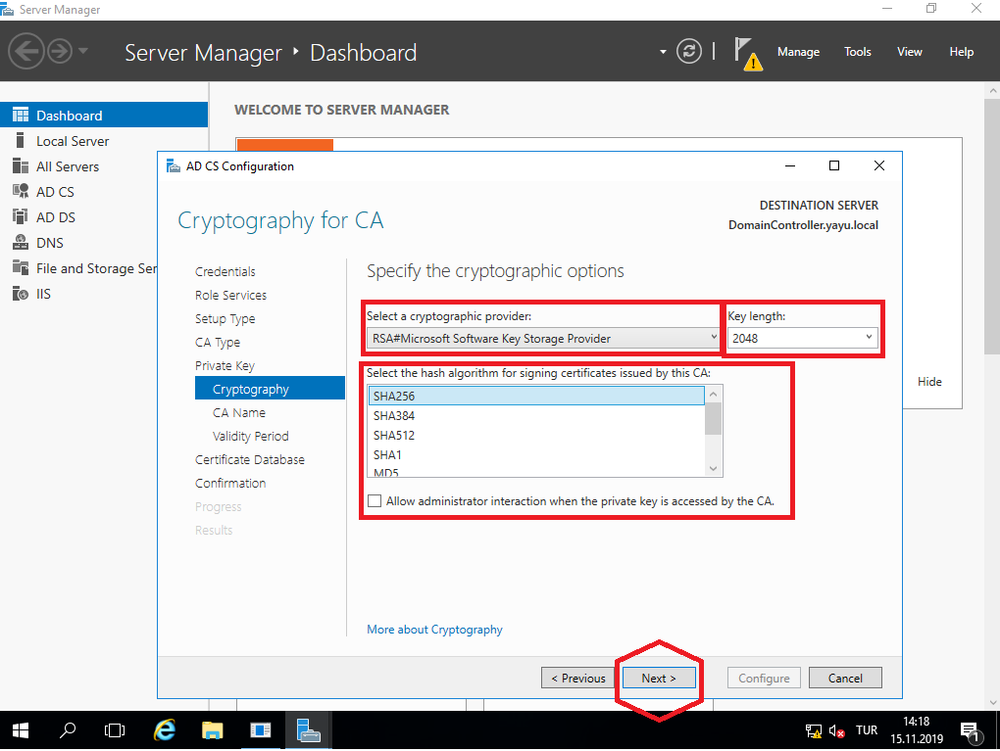 Server Manager
Server Manager ‣ Dashboard
Manage Tools View Help
Dashboard
Local Server
All Servers
AD CS
AD DS
DNS
File and Storage Ser
IIS
WELCOME TO SERVER MANAGER
Hide
AD CS Configuration
Cryptography for CA
DESTINATION SERVER
DomainController.yayu.local
Credentials
Role Services
Setup Type
CA Type
Private Key
Cryptography
CA Name
Validity Period
Certificate Database
Confirmation
Progress
Results
Specify the cryptographic options
Select a cryptographic provider:
Key length:
RSA#Microsoft Software Key Storage Provider
2048
Select the hash algorithm for signing certificates issued by this CA:
SHA256
SHA384
SHA512
SHA1
MD5
Allow administrator interaction when the private key is accessed by the CA.
More about Cryptography
< Previous
Next >
Configure
Cancel
TUR
14:18
15.11.2019
1